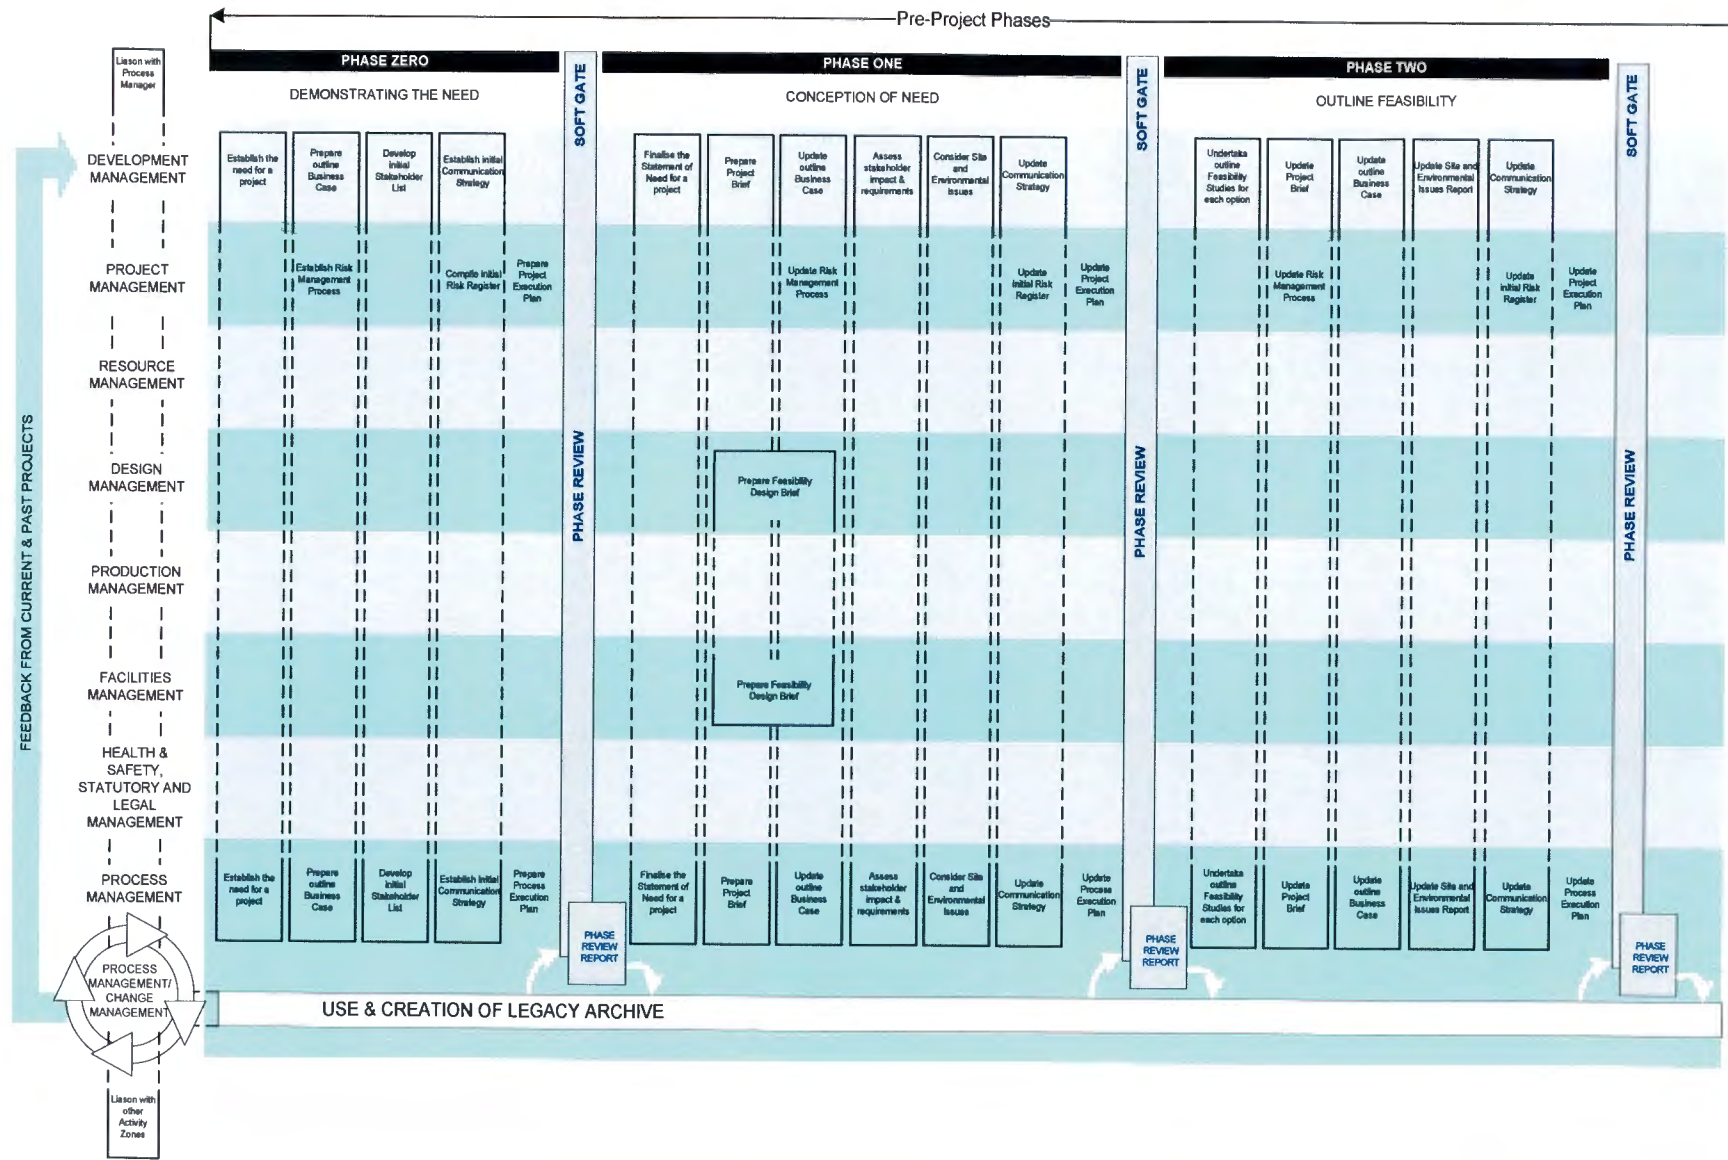 Pre-Project Phases
Liason with
Process
Manager
PHASE ZERO
PHASE ONE
PHASE TWO
DEMONSTRATING THE NEED
CONCEPTION OF NEED
OUTLINE FEASIBILITY
SOFT GATE
SOFT GATE
SOFT GATE
DEVELOPMENT
MANAGEMENT
Establish the
need for a
project
Prepare
outline
Business
Case
Develop
initial
Stakeholder
List
Establish initial
Communication
Strategy
Finalise the
Statement of
Need for a
project
Prepare
Project
Brief
Update
outline
Business
Case
Assess
stakeholder
impact &
requirements
Consider Site
and
Environmental
Issues
Update
Communication
Strategy
Undertaka
outline
Feasibility
Studies for
each option
Update
Project
Brief
Update
outline
Business
Case
Update Site and
Environmental
Issues Report
Update
Communication
Strategy
PROJECT
MANAGEMENT
Establish Risk
Management
Process
Compile initial
Risk Register
Prepare
Project
Execution
Plan
Update Risk
Management
Process
Update
initial Risk
Register
Update
Project
Execution
Plan
Update Risk
Management
Process
Update
initial Risk
Register
Update
Project
Execution
Plan
RESOURCE
MANAGEMENT
FEEDBACK FROM CURRENT & PAST PROJECTS
PHASE REVIEW
PHASE REVIEW
PHASE REVIEW
DESIGN
MANAGEMENT
Prepare Feasibility
Design Brief
PRODUCTION
MANAGEMENT
FACILITIES
MANAGEMENT
Prepare Feasibility
Design Brief
HEALTH &
SAFETY,
STATUTORY AND
LEGAL
MANAGEMENT
PROCESS
MANAGEMENT
Establish the
need for a
project
Prepare
outline
Business
Case
Develop
initial
Stakeholder
List
Establish initial
Communication
Strategy
Prepare
Process
Execution
Plan
Finalise the
Statement of
Need for a
project
Prepare
Project
Brief
Update
outline
Business
Case
Assess
stakeholder
impact &
requirements
Consider Site
and
Environmental
Issues
Update
Communication
Strategy
Update
Process
Execution
Plan
Undertaka
outline
Feasibility
Studies for
each option
Update
Project
Brief
Update
outline
Business
Case
Update Site and
Environmental
Issues Report
Update
Communication
Strategy
Update
Process
Execution
Plan
PHASE
REVIEW
REPORT
PHASE
REVIEW
REPORT
PHASE
REVIEW
REPORT
PROCESS
MANAGEMENT/
CHANGE
MANAGEMENT
USE & CREATION OF LEGACY ARCHIVE
Liason with
other
Activity
Zones